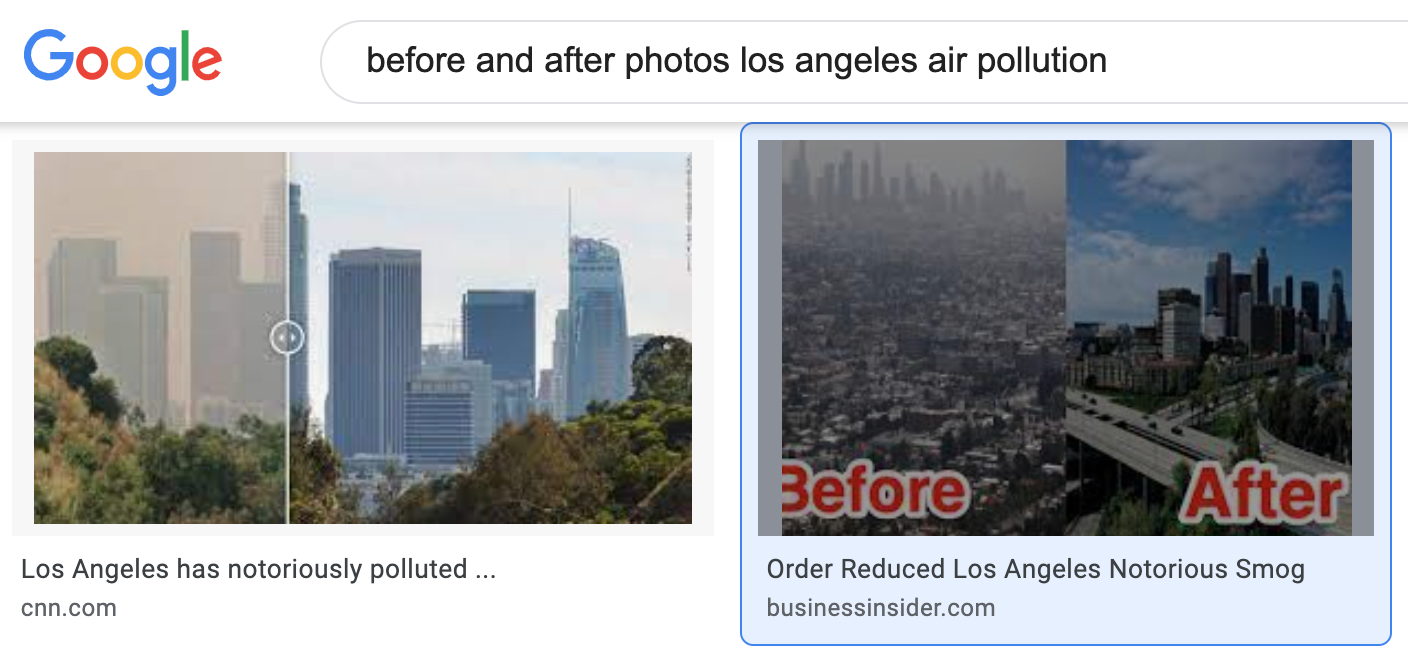 Google
before and after photos los angeles air pollution
Before
After
Los Angeles has notoriously polluted ...
cnn.com
Order Reduced Los Angeles Notorious Smog
businessinsider.com